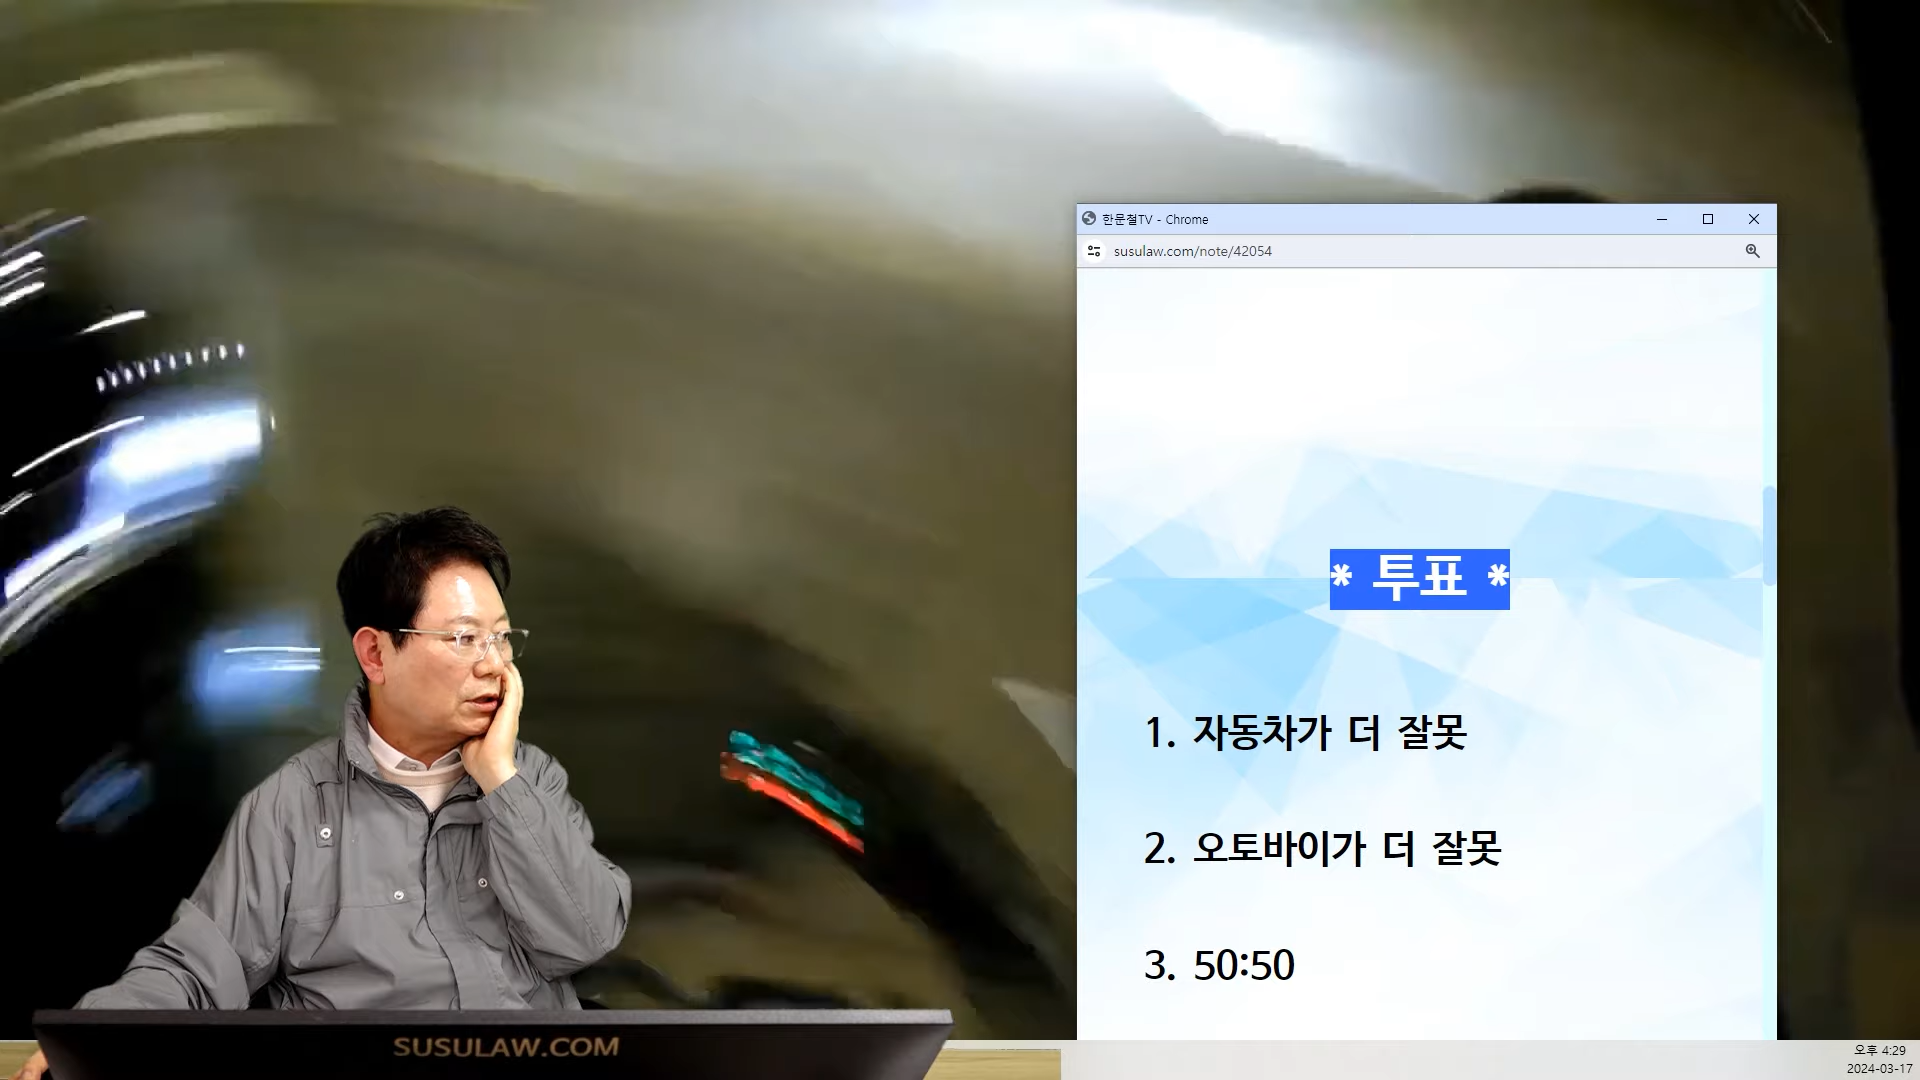 한문철TV - Chrome
susulaw.com/note/42054
* 투표 *
1. 자동차가 더 잘못
2. 오토바이가 더 잘못
3. 50:50
SUSULAW.COM
오후 4:29
2024-03-17